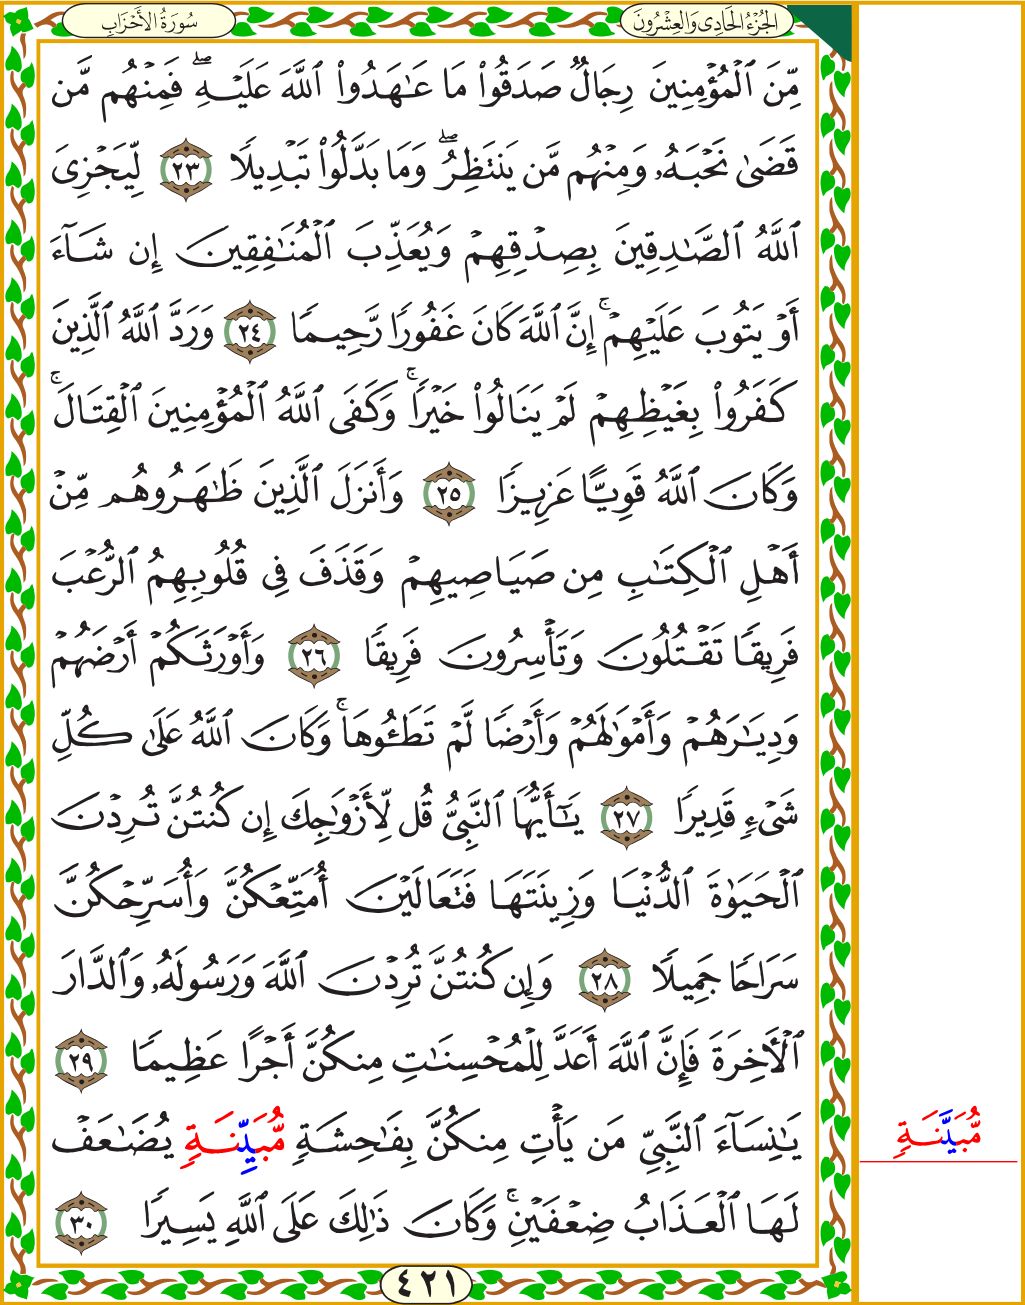 الجُزْءُ الحَادِي وَالعِشْرُونَ
سُورَةُ الأَحْزَابِ
مِّنَ ٱلْمُؤْمِنِينَ رِجَالٌ صَدَقُوا۟ مَا عَـٰهَدُوا۟ ٱللَّهَ عَلَيْهِ ۖ فَمِنْهُم مَّن
قَضَىٰ نَحْبَهُۥ وَمِنْهُم مَّن يَنتَظِرُ ۖ وَمَا بَدَّلُوا۟ تَبْدِيلًا ٢٣ لِّيَجْزِىَ
ٱللَّهُ ٱلصَّـٰدِقِينَ بِصِدْقِهِمْ وَيُعَذِّبَ ٱلْمُنَـٰفِقِينَ إِن شَآءَ
أَوْ يَتُوبَ عَلَيْهِمْ ۚ إِنَّ ٱللَّهَ كَانَ غَفُورًا رَّحِيمًا ٢٤ وَرَدَّ ٱللَّهُ ٱلَّذِينَ
كَفَرُوا۟ بِغَيْظِهِمْ لَمْ يَنَالُوا۟ خَيْرًا ۚ وَكَفَى ٱللَّهُ ٱلْمُؤْمِنِينَ ٱلْقِتَالَ ۚ
وَكَانَ ٱللَّهُ قَوِيًّا عَزِيزًا ٢٥ وَأَنزَلَ ٱلَّذِينَ ظَـٰهَرُوهُم مِّنْ
أَهْلِ ٱلْكِتَـٰبِ مِن صَيَاصِيهِمْ وَقَذَفَ فِى قُلُوبِهِمُ ٱلرُّعْبَ
فَرِيقًا تَقْتُلُونَ وَتَأْسِرُونَ فَرِيقًا ٢٦ وَأَوْرَثَكُمْ أَرْضَهُمْ
وَدِيَـٰرَهُمْ وَأَمْوَٰلَهُمْ وَأَرْضًا لَّمْ تَطَـُٔوهَا ۚ وَكَانَ ٱللَّهُ عَلَىٰ كُلِّ
شَىْءٍ قَدِيرًا ٢٧ يَـٰٓأَيُّهَا ٱلنَّبِىُّ قُل لِّأَزْوَٰجِكَ إِن كُنتُنَّ تُرِدْنَ
ٱلْحَيَوٰةَ ٱلدُّنْيَا وَزِينَتَهَا فَتَعَالَيْنَ أُمَتِّعْكُنَّ وَأُسَرِّحْكُنَّ
سَرَاحًا جَمِيلًا ٢٨ وَإِن كُنتُنَّ تُرِدْنَ ٱللَّهَ وَرَسُولَهُۥ وَٱلدَّارَ
ٱلْـَٔاخِرَةَ فَإِنَّ ٱللَّهَ أَعَدَّ لِلْمُحْسِنَـٰتِ مِنكُنَّ أَجْرًا عَظِيمًا ٢٩
يَـٰنِسَآءَ ٱلنَّبِىِّ مَن يَأْتِ مِنكُنَّ بِفَـٰحِشَةٍ مُّبَيِّنَةٍ يُضَـٰعَفْ
لَهَا ٱلْعَذَابُ ضِعْفَيْنِ ۚ وَكَانَ ذَٰلِكَ عَلَى ٱللَّهِ يَسِيرًا ٣٠
مُّبَيَّنَةٍ
٤٢١